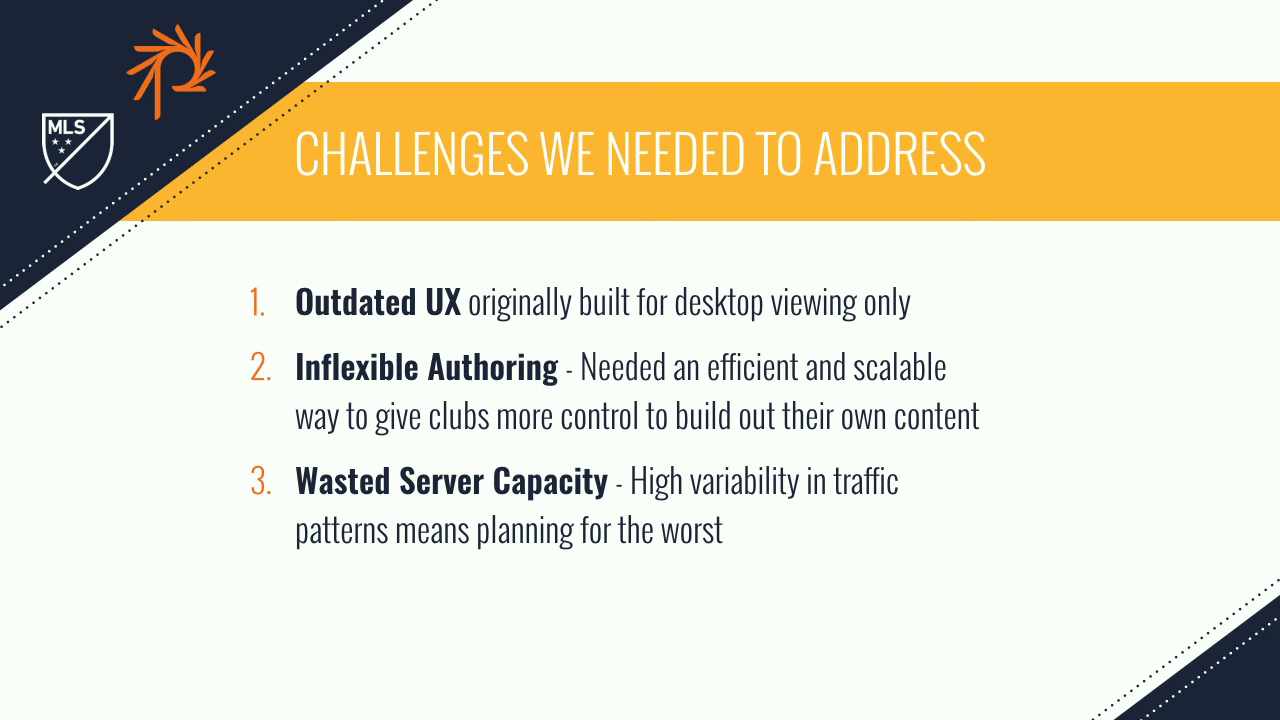 MLS
CHALLENGES WE NEEDED TO ADDRESS
1. Outdated UX originally built for desktop viewing only
2. Inflexible Authoring - Needed an efficient and scalable
way to give clubs more control to build out their own content
3. Wasted Server Capacity - High variability in traffic
patterns means planning for the worst